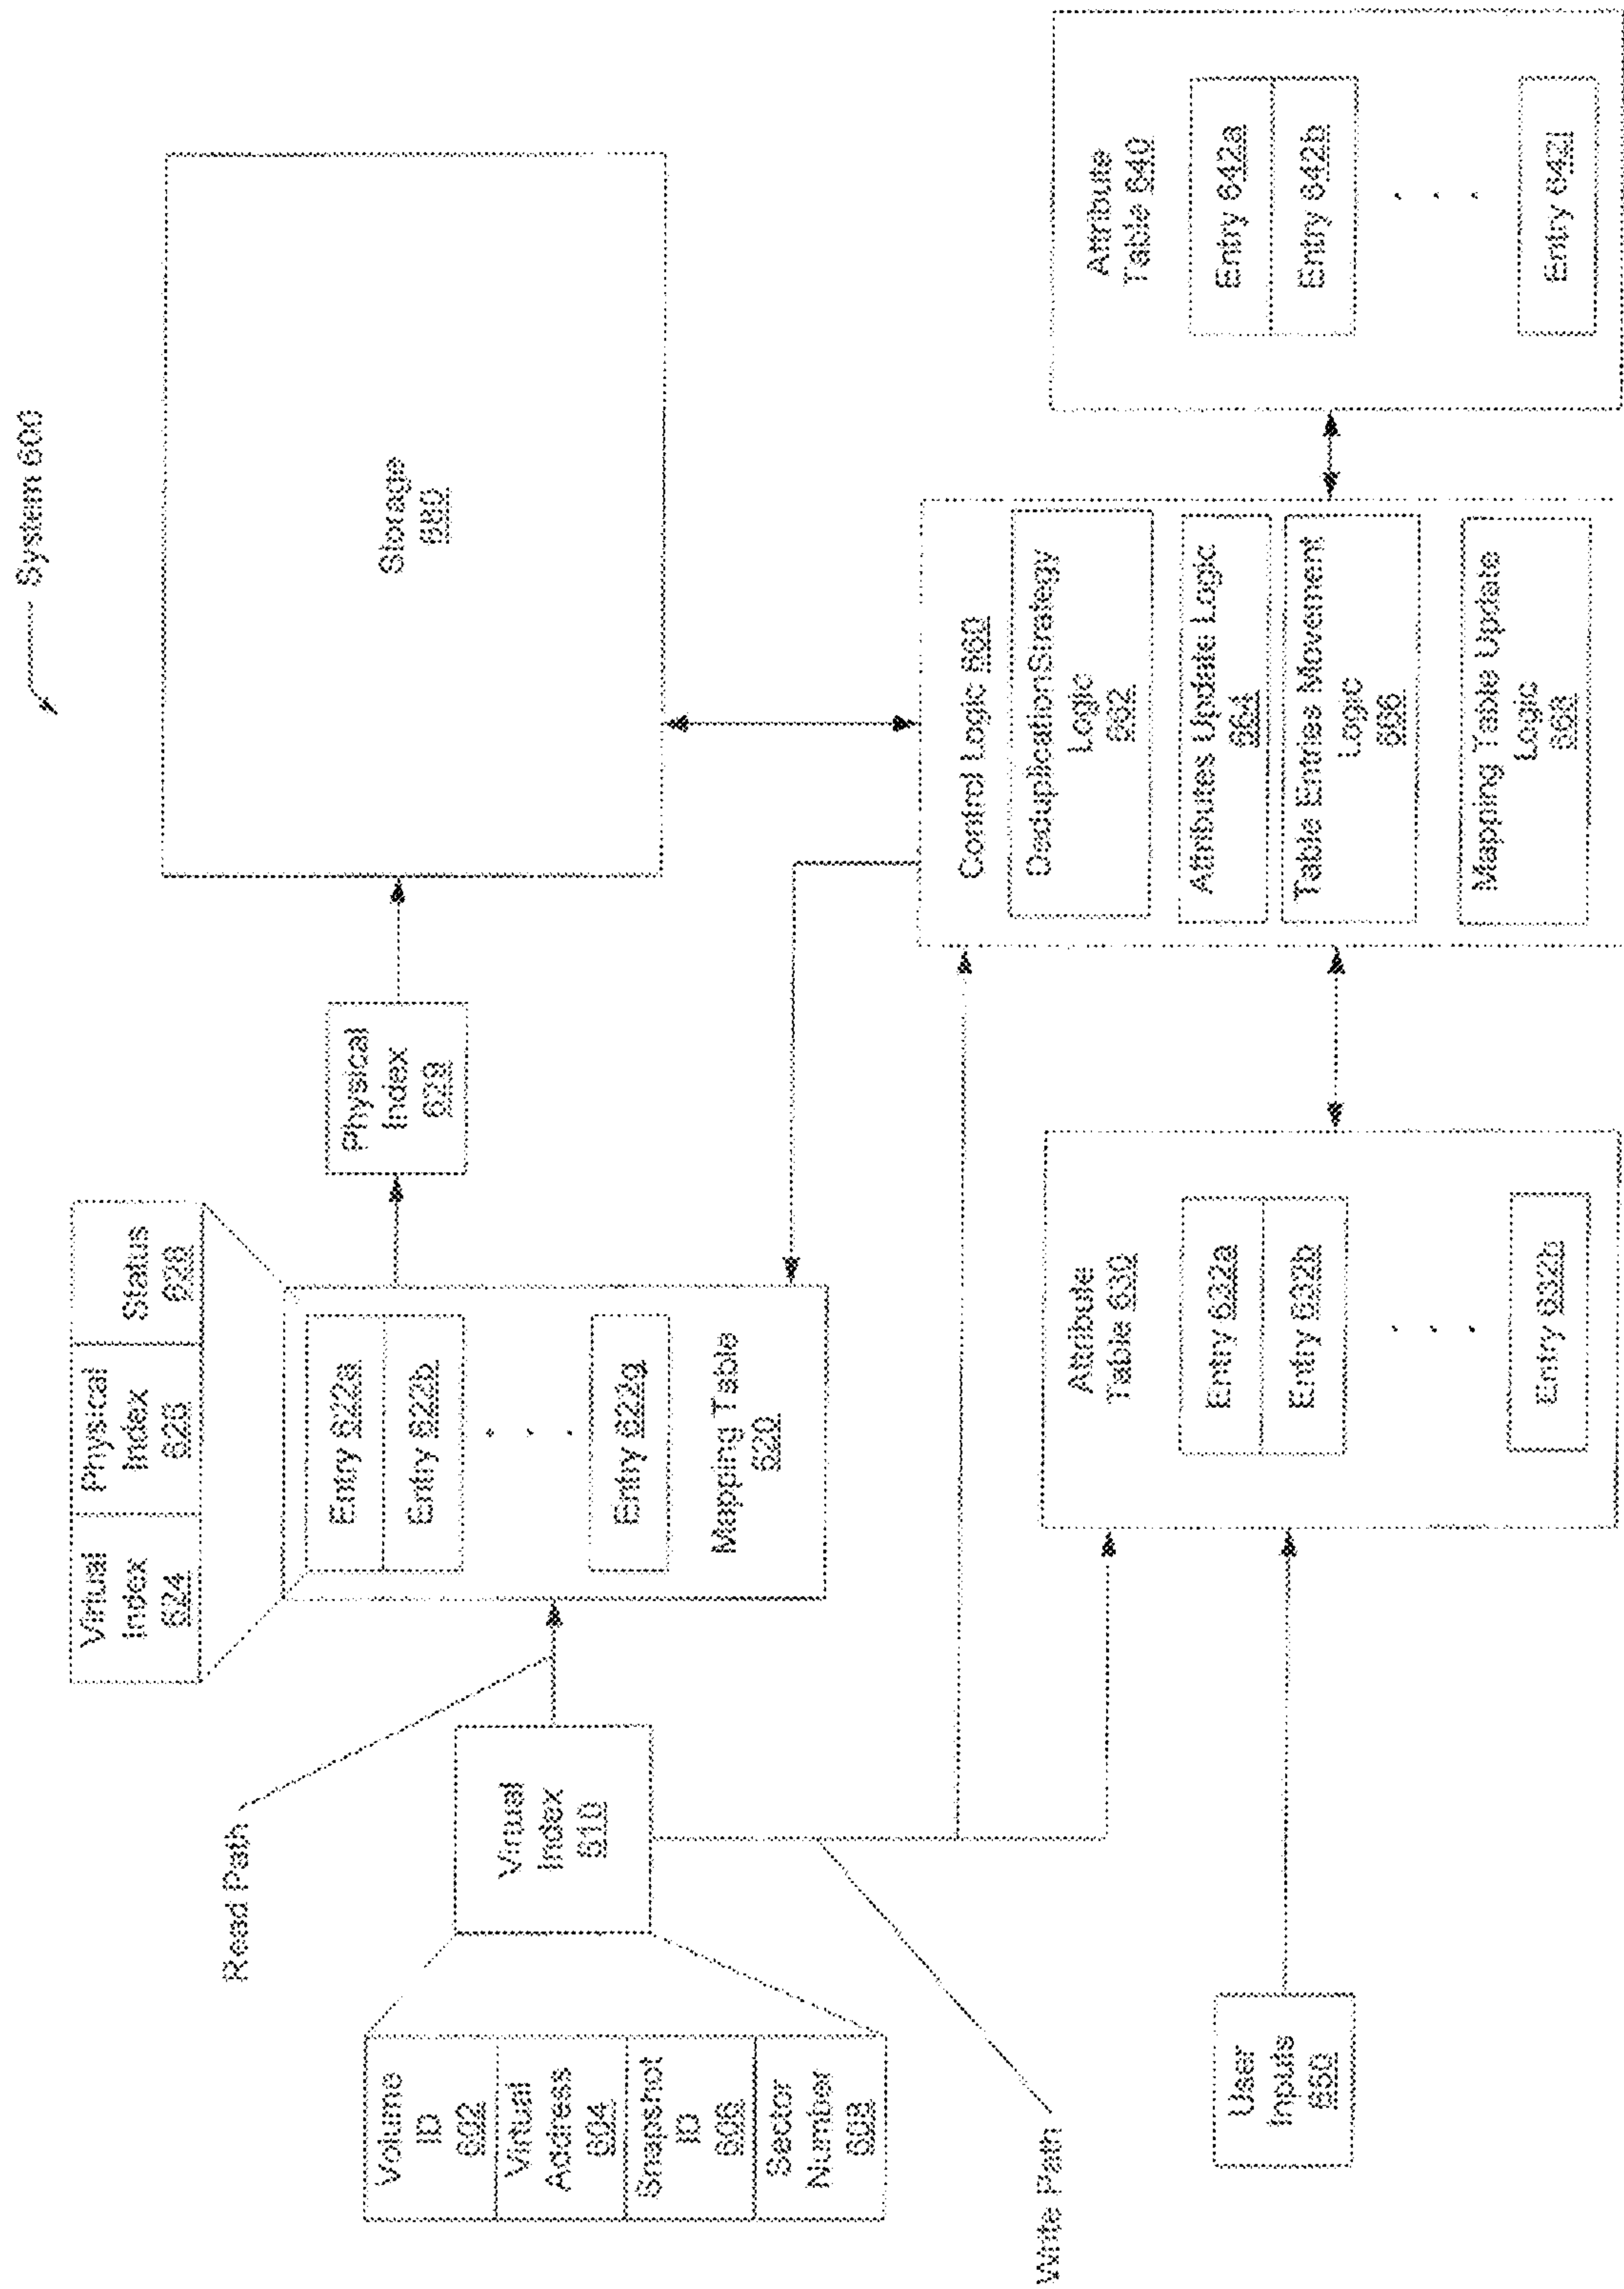 System 600
Virtual
Index
624
Physical
Index
626
Status
628
Read Path
Volume
ID
602
Virtual
Address
604
Snapshot
ID
606
Sector
Number
608
Virtual
Index
610
Entry 622a
Entry 622b
. . .
Entry 622g
Mapping Table
620
Physical
Index
629
Storage
680
Write Path
User
Inputs
650
Attribute
Table 630
Entry 632a
Entry 632b
. . .
Entry 632h
Control Logic 660
DeduplicationStrategy
Logic
662
Attributes Update Logic
664
Table Entries Movement
Logic
666
Mapping Table Update
Logic
668
Attribute
Table 640
Entry 642a
Entry 642b
. . .
Entry 642i